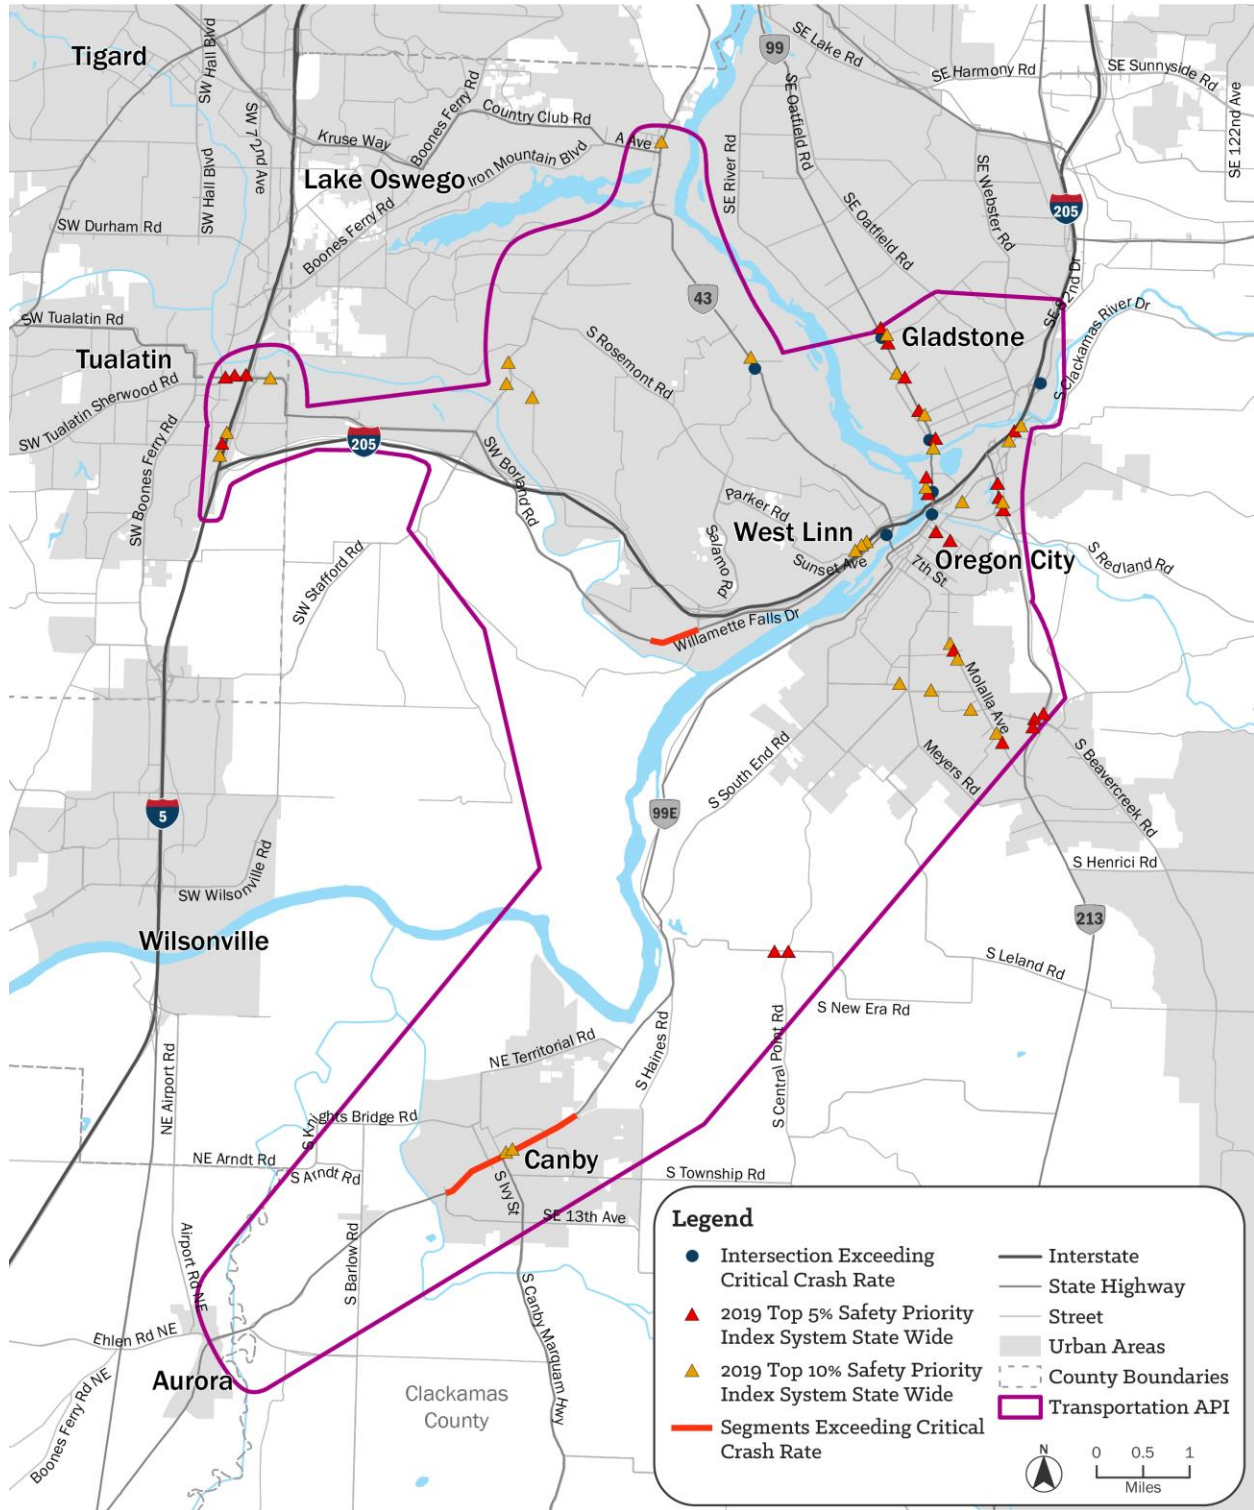 Tigard
SW Hall Blvd
SW 72nd Ave
Boones Ferry Rd
Country Club Rd
Kruse Way
A Ave
99
SE Lake Rd
SE Harmony Rd
SE Sunnyside Rd
SE 122nd Ave
SE Oatfield Rd
SE River Rd
SE Webster Rd
Lake Oswego
Iron Mountain Blvd
SW Hall Blvd
SW Durham Rd
Boones Ferry Rd
SE Oatfield Rd
205
43
SE 82nd Dr
S Clackamas River Dr
SW Tualatin Rd
Tualatin
S Rosemont Rd
Gladstone
SW Tualatin Sherwood Rd
SW Boones Ferry Rd
205
SW Borland Rd
Parker Rd
Salamo Rd
West Linn
Sunset Ave
7th St
Oregon City
S Redland Rd
SW Stafford Rd
Willamette Falls Dr
Molalla Ave
S South End Rd
Meyers Rd
S Beavercreek Rd
5
99E
S Henrici Rd
SW Wilsonville Rd
213
Wilsonville
S Leland Rd
S New Era Rd
NE Airport Rd
NE Territorial Rd
S Haines Rd
S Central Point Rd
S Knights Bridge Rd
NE Arndt Rd
S Arndt Rd
Canby
S Township Rd
S Ivy St
SE 13th Ave
S Barlow Rd
Airport Rd NE
S Canby Marquam Hwy
Ehlen Rd NE
Aurora
Boones Ferry Rd NE
Clackamas
County
Legend
Intersection Exceeding
Critical Crash Rate
2019 Top 5% Safety Priority
Index System State Wide
2019 Top 10% Safety Priority
Index System State Wide
Segments Exceeding Critical
Crash Rate
Interstate
State Highway
Street
Urban Areas
County Boundaries
Transportation API
N
0 0.5 1
Miles